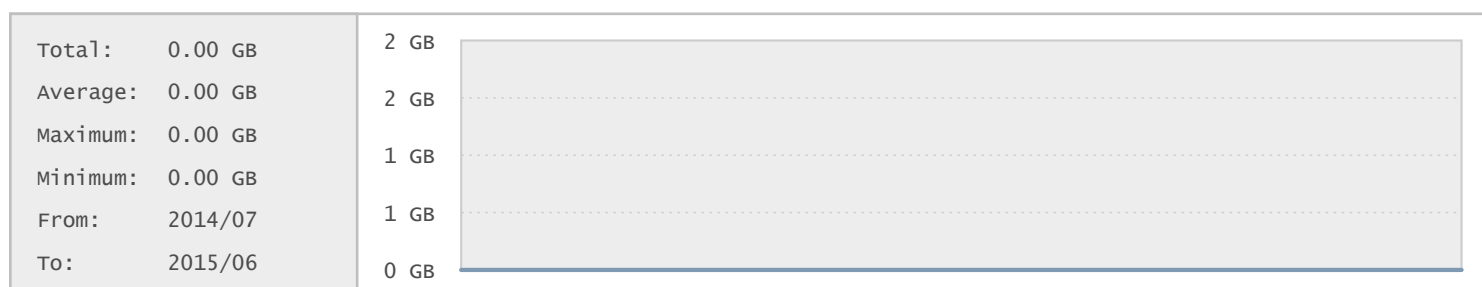 Total: 0.00 GB
Average: 0.00 GB
Maximum: 0.00 GB
Minimum: 0.00 GB
From: 2014/07
To: 2015/06
2 GB
2 GB
1 GB
1 GB
0 GB